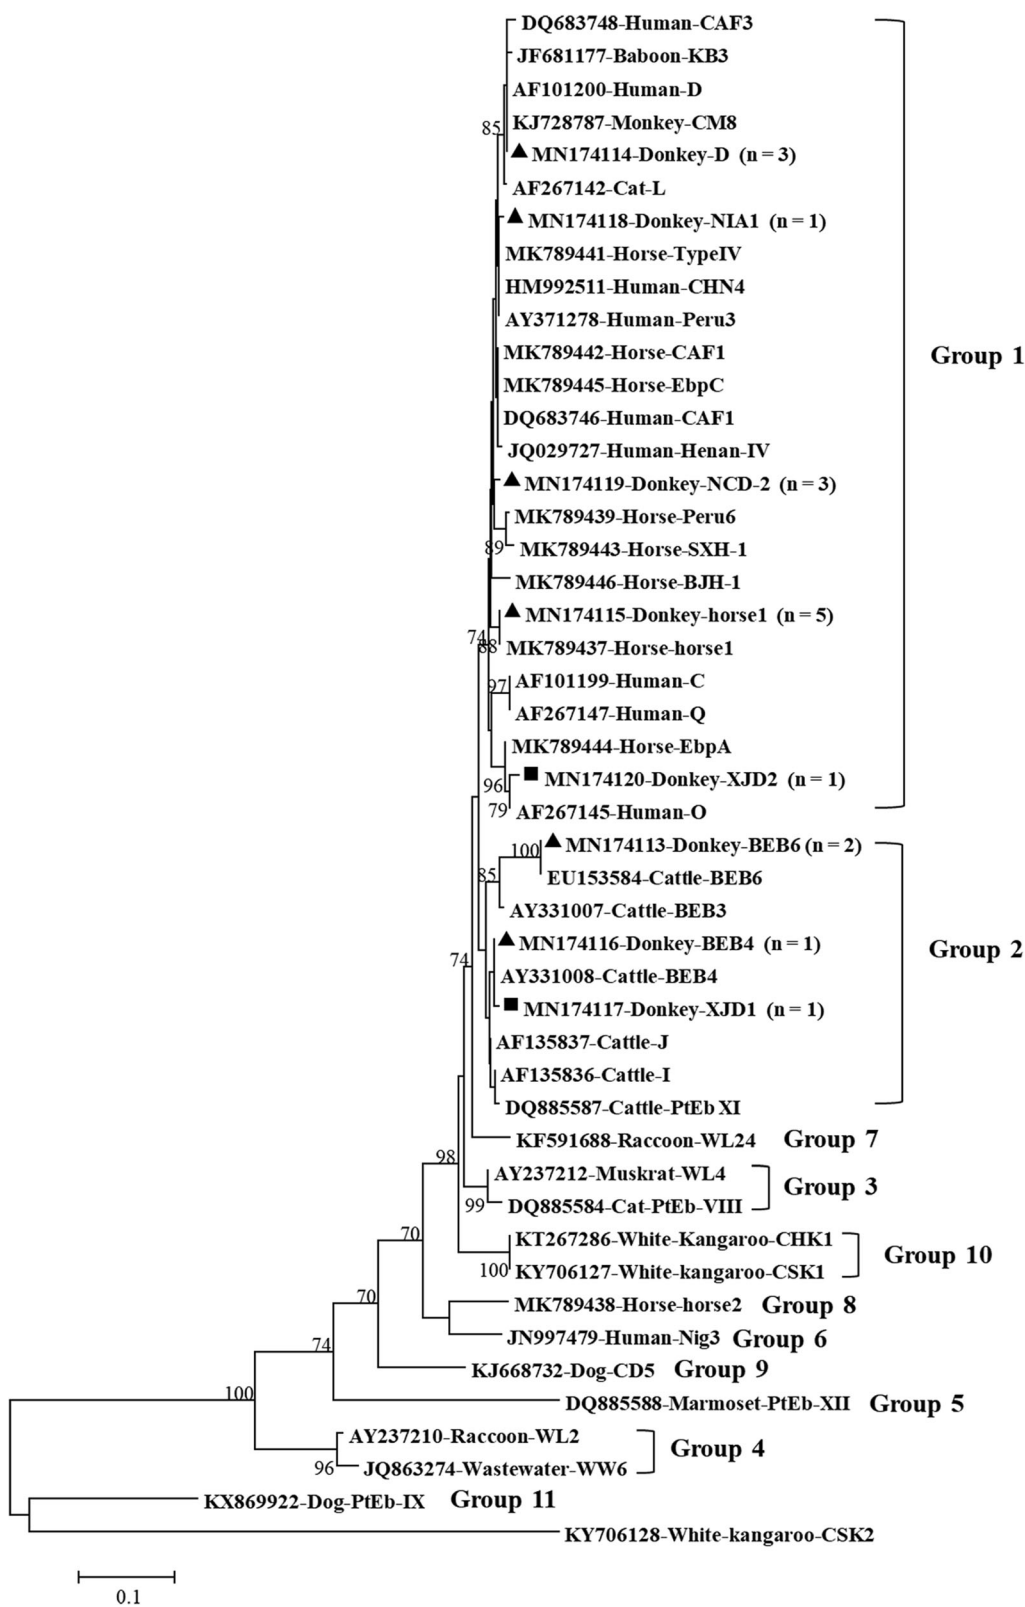 DQ683748-Human-CAF3
JF681177-Baboon-KB3
AF101200-Human-D
KJ728787-Monkey-CM8
85
MN174114-Donkey-D (n = 3)
AF267142-Cat-L
MN174118-Donkey-NIA1 (n = 1)
MK789441-Horse-TypeIV
HM992511-Human-CHN4
AY371278-Human-Peru3
MK789442-Horse-CAF1
Group 1
MK789445-Horse-EbpC
DQ683746-Human-CAF1
JQ029727-Human-Henan-IV
MN174119-Donkey-NCD-2 (n = 3)
MK789439-Horse-Peru6
89
MK789443-Horse-SXH-1
MK789446-Horse-BJH-1
MN174115-Donkey-horse1 (n = 5)
74
88
MK789437-Horse-horse1
97
AF101199-Human-C
AF267147-Human-Q
MK789444-Horse-EbpA
96
MN174120-Donkey-XJD2 (n = 1)
79
AF267145-Human-O
100
MN174113-Donkey-BEB6 (n = 2)
85
EU153584-Cattle-BEB6
AY331007-Cattle-BEB3
MN174116-Donkey-BEB4 (n = 1)
Group 2
74
AY331008-Cattle-BEB4
MN174117-Donkey-XJD1 (n = 1)
AF135837-Cattle-J
AF135836-Cattle-I
DQ885587-Cattle-PtEb XI
KF591688-Raccoon-WL24 Group 7
98
AY237212-Muskrat-WL4
Group 3
99
DQ885584-Cat-PtEb-VIII
70
KT267286-White-Kangaroo-CHK1
Group 10
100
KY706127-White-kangaroo-CSK1
70
MK789438-Horse-horse2 Group 8
74
JN997479-Human-Nig3 Group 6
KJ668732-Dog-CD5 Group 9
100
DQ885588-Marmoset-PtEb-XII Group 5
AY237210-Raccoon-WL2
Group 4
96
JQ863274-Wastewater-WW6
KX869922-Dog-PtEb-IX Group 11
KY706128-White-kangaroo-CSK2
0.1